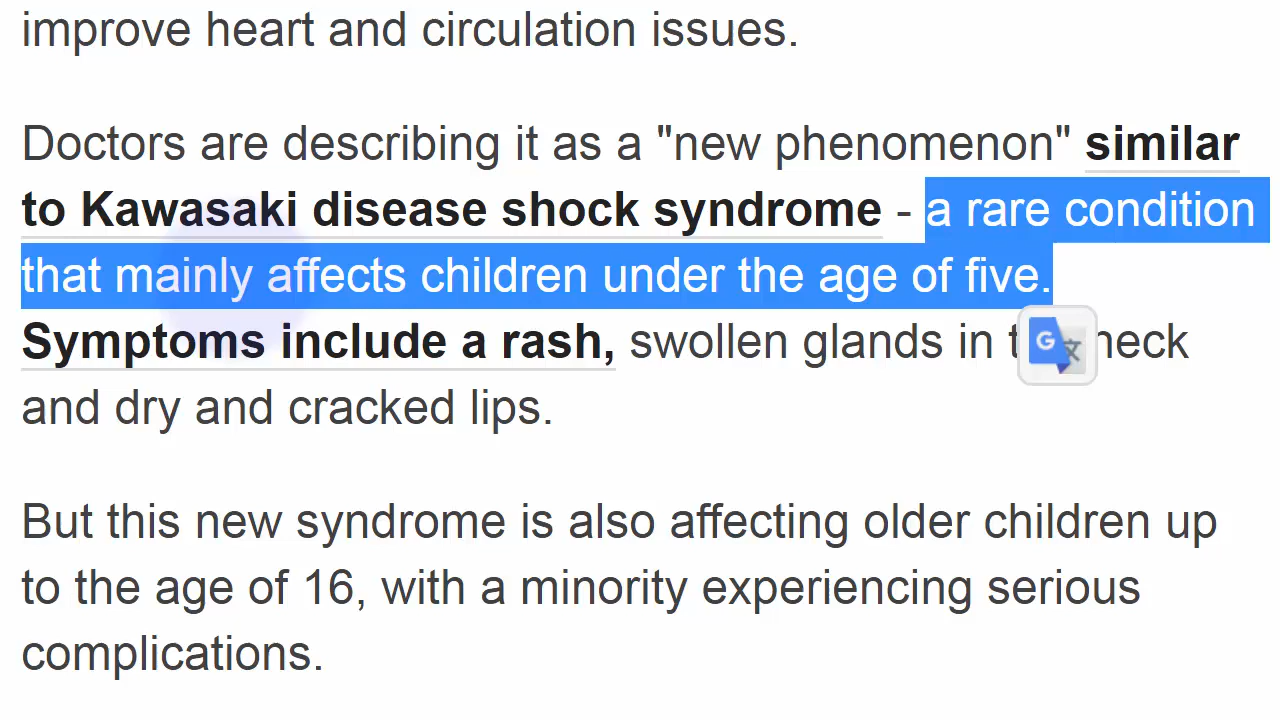 improve heart and circulation issues.
Doctors are describing it as a "new phenomenon" similar
to Kawasaki disease shock syndrome - a rare condition
that mainly affects children under the age of five.
Symptoms include a rash, swollen glands in neck
and dry and cracked lips.
But this new syndrome is also affecting older children up
to the age of 16, with a minority experiencing serious
complications.